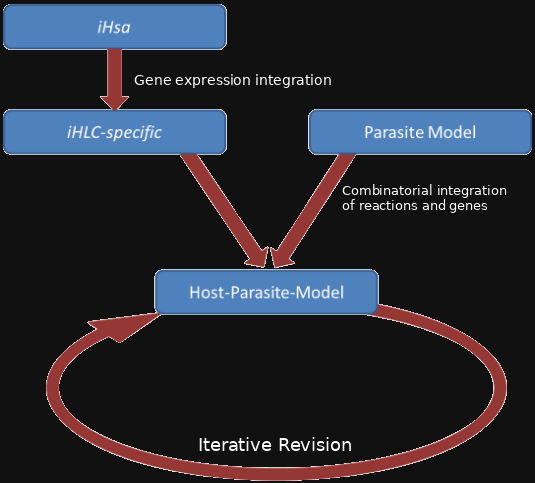 iHsa
Gene expression integration
iHLC-specific
Parasite Model
Combinatorial integration
of reactions and genes
Host-Parasite-Model
Iterative Revision